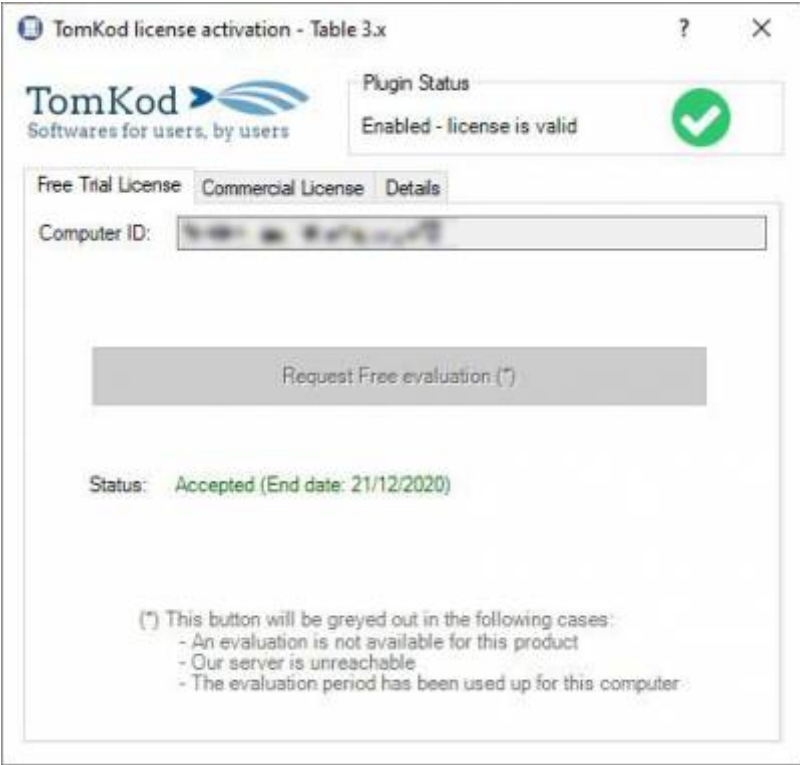 TomKod license activation - Table 3.x ?
TomKod
Softwares for users, by users
Plugin Status
Enabled - license is valid
Free Trial License Commercial License Details
Computer ID:
Request Free evaluation (*)
Status: Accepted (End date: 21/12/2020)
(*) This button will be greyed out in the following cases:
- An evaluation is not available for this product
- Our server is unreachable
- The evaluation period has been used up for this computer